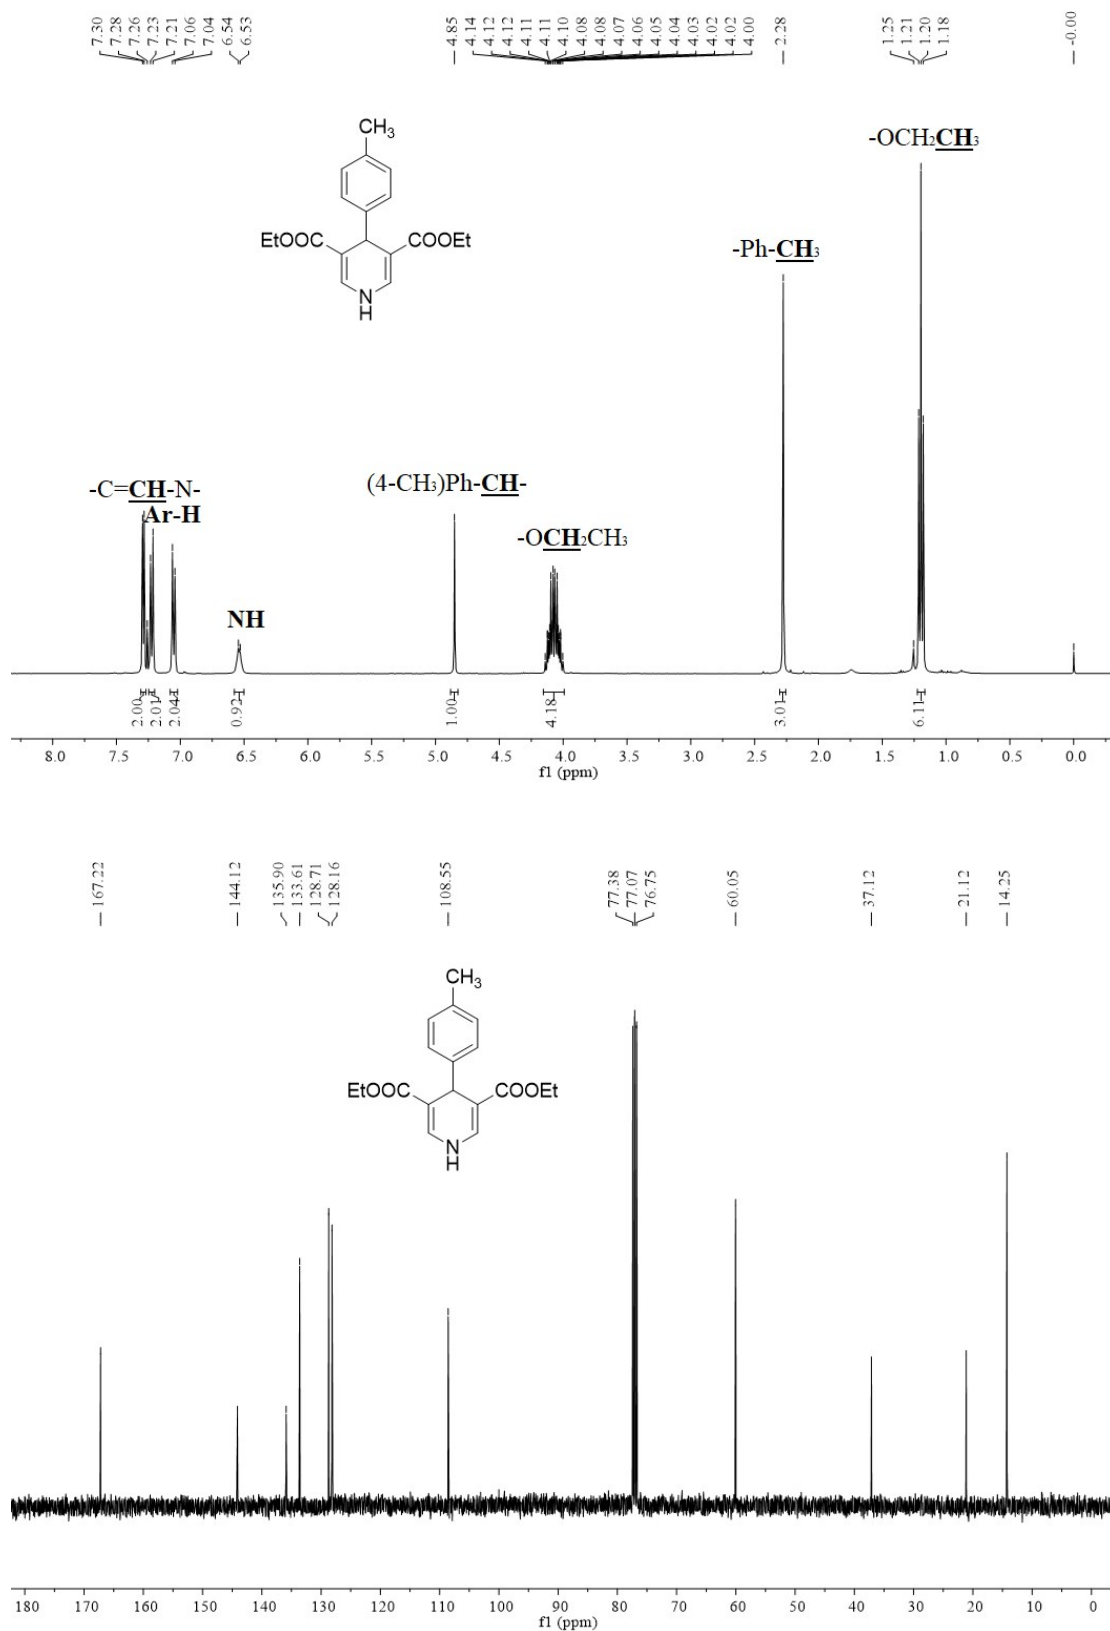 7.30 7.28 7.26 7.23 7.21 7.06 7.04 6.54 6.53 4.85 4.14 4.12 4.12 4.11 4.11 4.10 4.08 4.08 4.07 4.06 4.05 4.04 4.03 4.02 4.02 4.00 2.28 1.25 1.21 1.20 1.18 -0.00
CH3
EtOOC COOEt
N
H
-OCH2CH3
-Ph-CH3
-C=CH-N-
Ar-H
(4-CH3)Ph-CH-
-OCH2CH3
NH
2.00 2.01 2.04 0.92 1.00 4.18 3.01 6.11
8.0 7.5 7.0 6.5 6.0 5.5 5.0 4.5 4.0 3.5 3.0 2.5 2.0 1.5 1.0 0.5 0.0
f1 (ppm)
167.22 144.12 135.90 133.61 128.71 128.16 108.55 77.38 77.07 76.75 60.05 37.12 21.12 14.25
CH3
EtOOC COOEt
N
H
180 170 160 150 140 130 120 110 100 90 80 70 60 50 40 30 20 10 0
f1 (ppm)